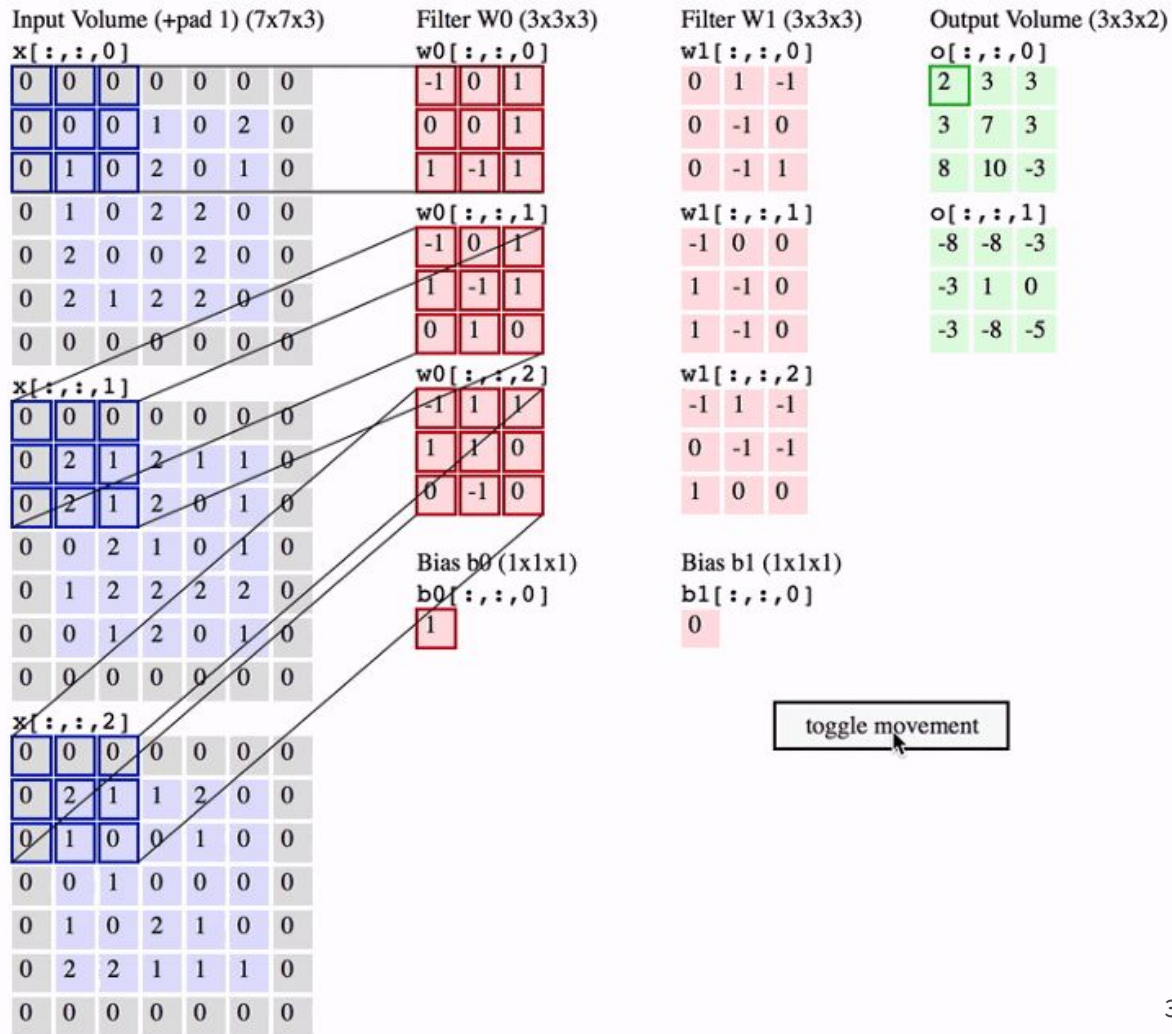 Input Volume (+pad 1) (7x7x3)
x[:,:,0]
0 0 0 0 0 0 0
0 0 0 1 0 2 0
0 1 0 2 0 1 0
0 1 0 2 2 0 0
0 2 0 0 2 0 0
0 2 1 2 2 0 0
0 0 0 0 0 0 0
x[:,:,1]
0 0 0 0 0 0 0
0 2 1 2 1 1 0
0 2 1 2 0 1 0
0 0 2 1 0 1 0
0 1 2 2 2 2 0
0 0 1 2 0 1 0
0 0 0 0 0 0 0
x[:,:,2]
0 0 0 0 0 0 0
0 2 1 1 2 0 0
0 1 0 0 1 0 0
0 0 1 0 0 0 0
0 1 0 2 1 0 0
0 2 2 1 1 1 0
0 0 0 0 0 0 0
Filter W0 (3x3x3)
w0[:,:,0]
-1 0 1
0 0 1
1 -1 1
w0[:,:,1]
-1 0 1
1 -1 1
0 1 0
w0[:,:,2]
-1 1 1
1 1 0
0 -1 0
Bias b0 (1x1x1)
b0[:,:,0]
1
Filter W1 (3x3x3)
w1[:,:,0]
0 1 -1
0 -1 0
0 -1 1
w1[:,:,1]
-1 0 0
1 -1 0
1 -1 0
w1[:,:,2]
-1 1 -1
0 -1 -1
1 0 0
Bias b1 (1x1x1)
b1[:,:,0]
0
Output Volume (3x3x2)
o[:,:,0]
2 3 3
3 7 3
8 10 -3
o[:,:,1]
-8 -8 -3
-3 1 0
-3 -8 -5
toggle movement